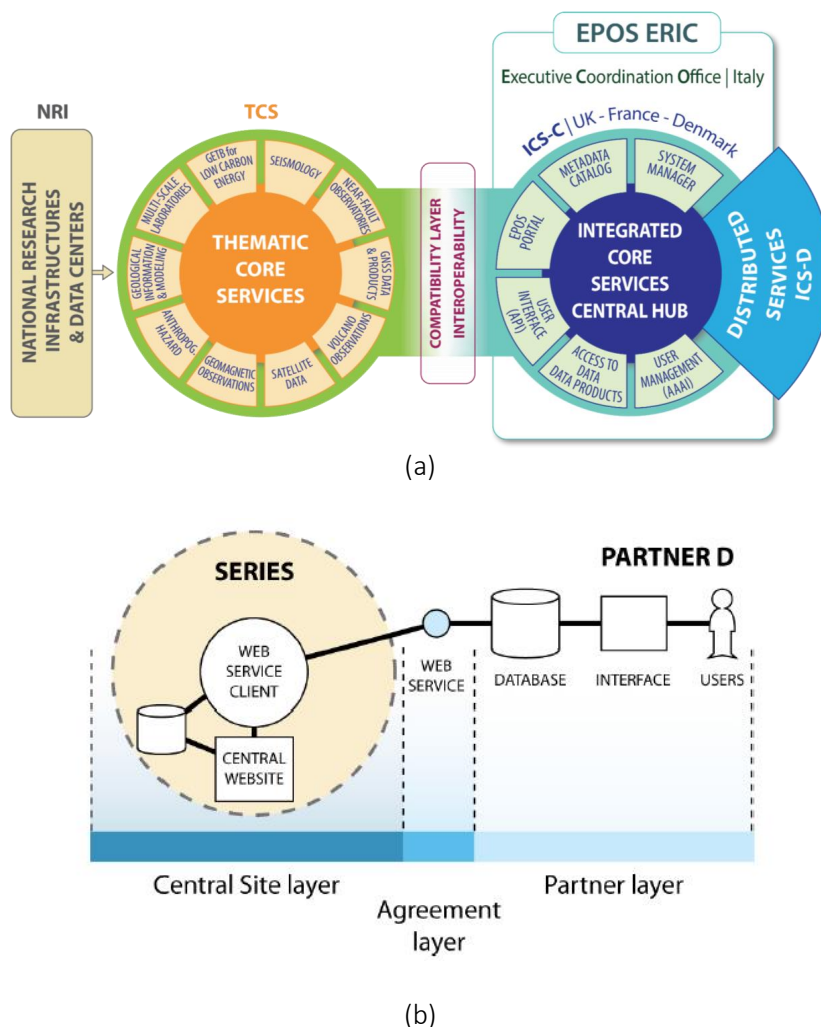 EPOS ERIC
Executive Coordination Office | Italy
NRI
TCS
ICS-C | UK - France - Denmark
NATIONAL RESEARCH
INFRASTRUCTURES
& DATA CENTERS
THEMATIC
CORE
SERVICES
GETB for
LOW CARBON
ENERGY
SEISMOLOGY
NEAR-FAULT
OBSERVATORIES
GNSS DATA
& PRODUCTS
VOLCANO
OBSERVATIONS
SATELLITE
DATA
GEOMAGNETIC
OBSERVATIONS
ANTHROPOG.
HAZARD
GEOLOGICAL
INFORMATION
& MODELING
MULTI-SCALE
LABORATORIES
COMPATIBILITY LAYER
INTEROPERABILITY
INTEGRATED
CORE
SERVICES
CENTRAL HUB
METADATA
CATALOG
SYSTEM
MANAGER
EPOS
PORTAL
USER
INTERFACE
(API)
ACCESS TO
DATA
DATA PRODUCTS
USER
MANAGEMENT
(AAAI)
DISTRIBUTED
SERVICES
ICS-D
(a)
SERIES
PARTNER D
WEB
SERVICE
CLIENT
CENTRAL
WEBSITE
WEB
SERVICE
DATABASE
INTERFACE
USERS
Central Site layer
Agreement
layer
Partner layer
(b)